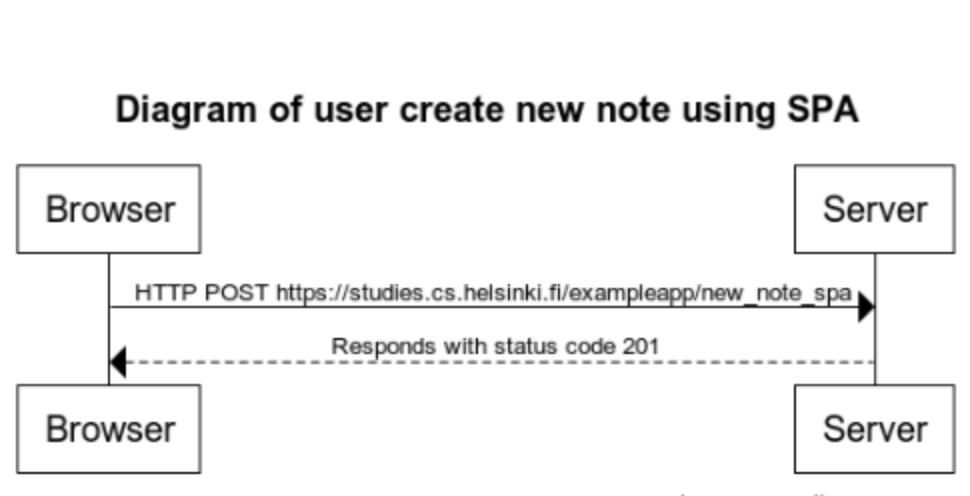 Diagram of user create new note using SPA
Browser
Server
HTTP POST https://studies.cs.helsinki.fi/exampleapp/new_note_spa
Responds with status code 201
Browser
Server